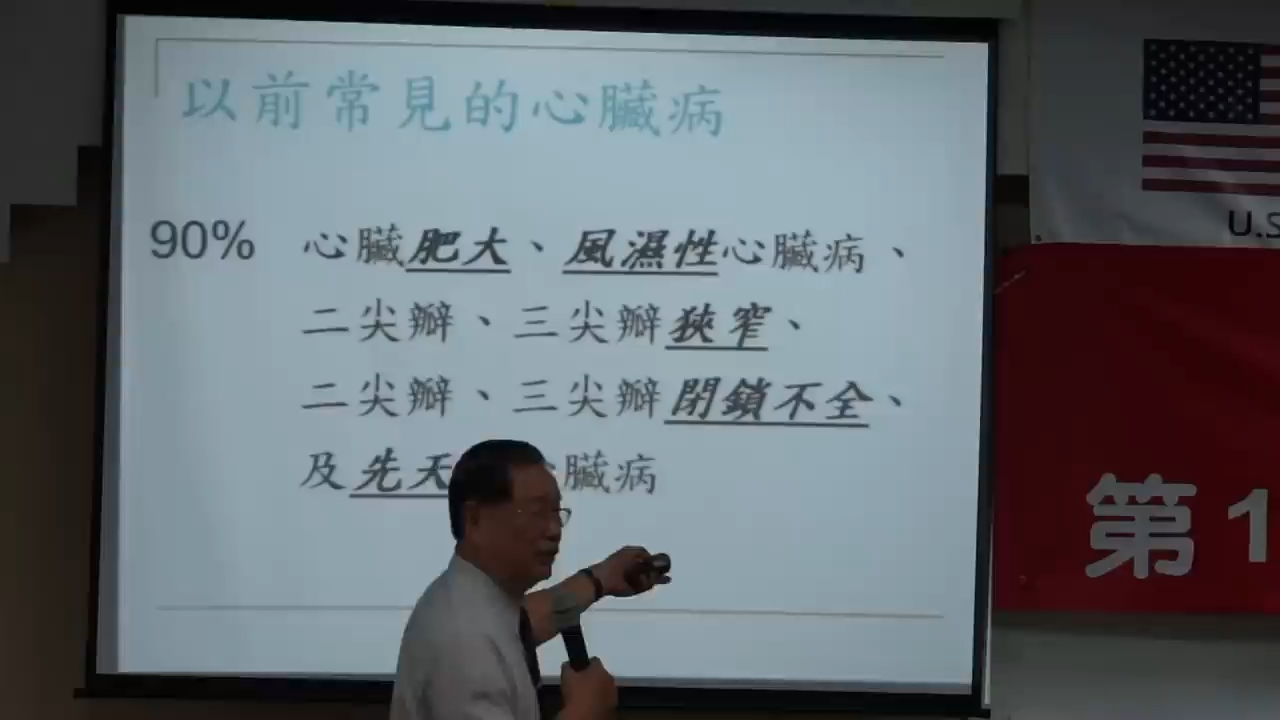 以前常見的心臟病
90% 心臟肥大、風濕性心臟病、
二尖瓣、三尖瓣狹窄、
二尖瓣、三尖瓣閉鎖不全、
及先天 臟病
U.S
第1